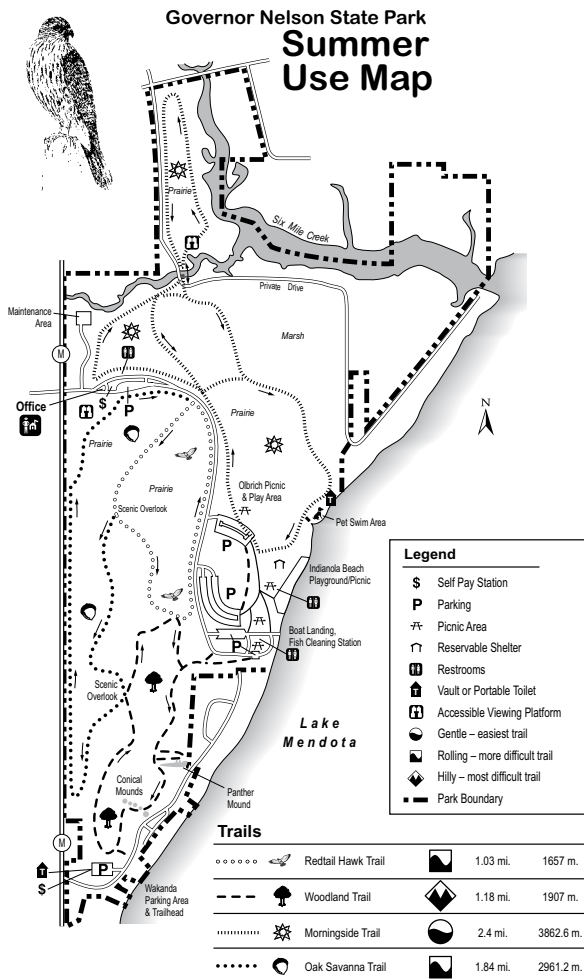 Governor Nelson State Park
Summer
Use Map
Prairie
Six Mile Creek
Private Drive
Maintenance
Area
Marsh
M
Office
$
P
N
Prairie
Prairie
Prairie
Scenic Overlook
Olbrich Picnic
& Play Area
T
Pet Swim Area
P
Indianola Beach
Playground/Picnic
P
Boat Landing,
Fish Cleaning Station
P
Scenic
Overlook
Lake
Mendota
Conical
Mounds
Panther
Mound
M
T
P
$
Wakanda
Parking Area
& Trailhead
Legend
$ Self Pay Station
P Parking
Picnic Area
Reservable Shelter
Restrooms
T Vault or Portable Toilet
Accessible Viewing Platform
Gentle – easiest trail
Rolling – more difficult trail
Hilly – most difficult trail
Park Boundary
Trails
Redtail Hawk Trail 1.03 mi. 1657 m.
Woodland Trail 1.18 mi. 1907 m.
Morningside Trail 2.4 mi. 3862.6 m.
Oak Savanna Trail 1.84 mi. 2961.2 m.